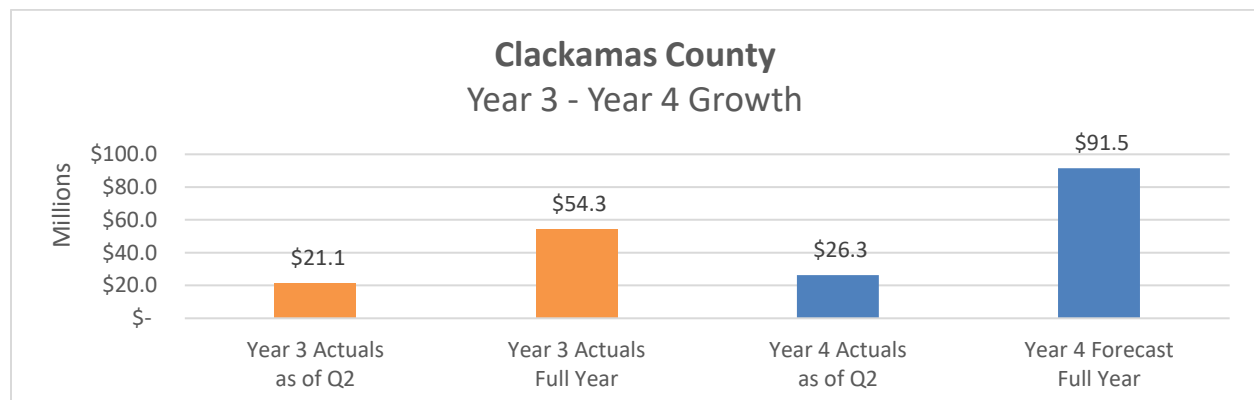 Clackamas County
Year 3 - Year 4 Growth
Millions
$100.0
$80.0
$60.0
$40.0
$20.0
$-
$21.1
$54.3
$26.3
$91.5
Year 3 Actuals
as of Q2
Year 3 Actuals
Full Year
Year 4 Actuals
as of Q2
Year 4 Forecast
Full Year